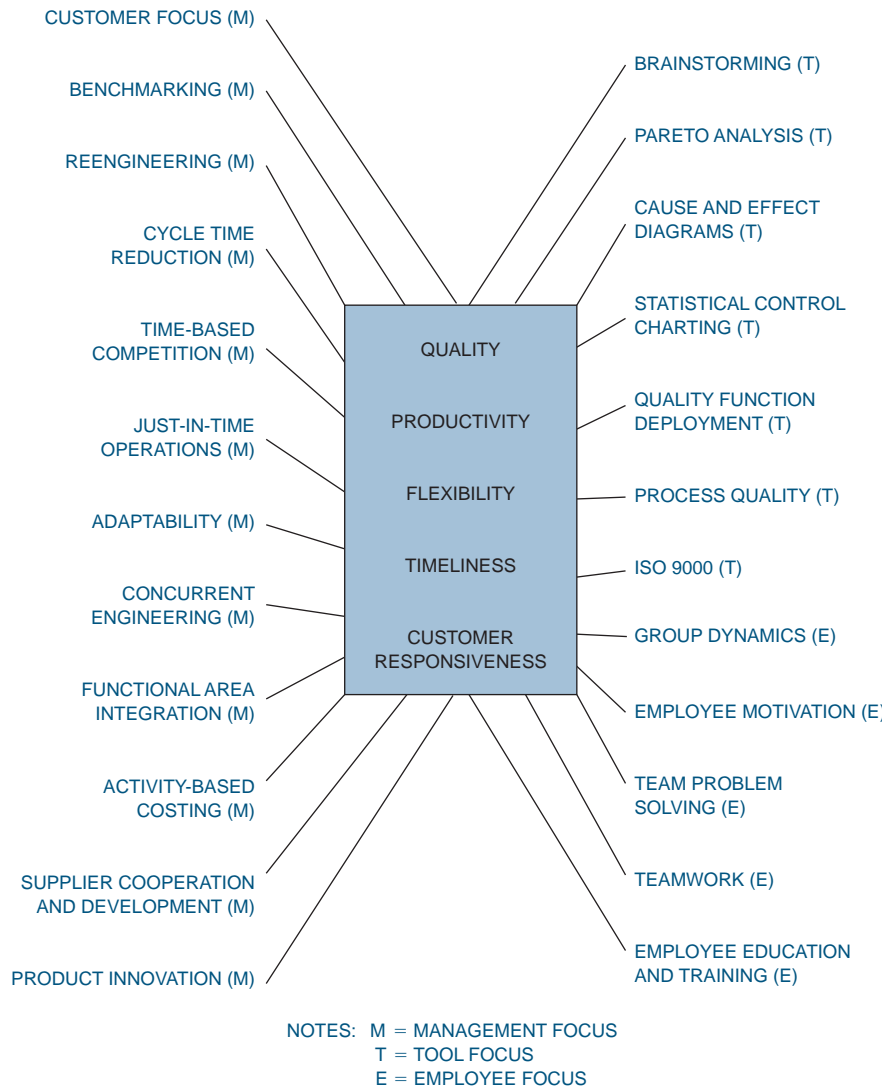 CUSTOMER FOCUS (M)
BENCHMARKING (M)
REENGINEERING (M)
CYCLE TIME
REDUCTION (M)
TIME-BASED
COMPETITION (M)
JUST-IN-TIME
OPERATIONS (M)
ADAPTABILITY (M)
CONCURRENT
ENGINEERING (M)
FUNCTIONAL AREA
INTEGRATION (M)
ACTIVITY-BASED
COSTING (M)
SUPPLIER COOPERATION
AND DEVELOPMENT (M)
PRODUCT INNOVATION (M)
QUALITY
PRODUCTIVITY
FLEXIBILITY
TIMELINESS
CUSTOMER
RESPONSIVENESS
BRAINSTORMING (T)
PARETO ANALYSIS (T)
CAUSE AND EFFECT
DIAGRAMS (T)
STATISTICAL CONTROL
CHARTING (T)
QUALITY FUNCTION
DEPLOYMENT (T)
PROCESS QUALITY (T)
ISO 9000 (T)
GROUP DYNAMICS (E)
EMPLOYEE MOTIVATION (E)
TEAM PROBLEM
SOLVING (E)
TEAMWORK (E)
EMPLOYEE EDUCATION
AND TRAINING (E)
NOTES: M = MANAGEMENT FOCUS
T = TOOL FOCUS
E = EMPLOYEE FOCUS